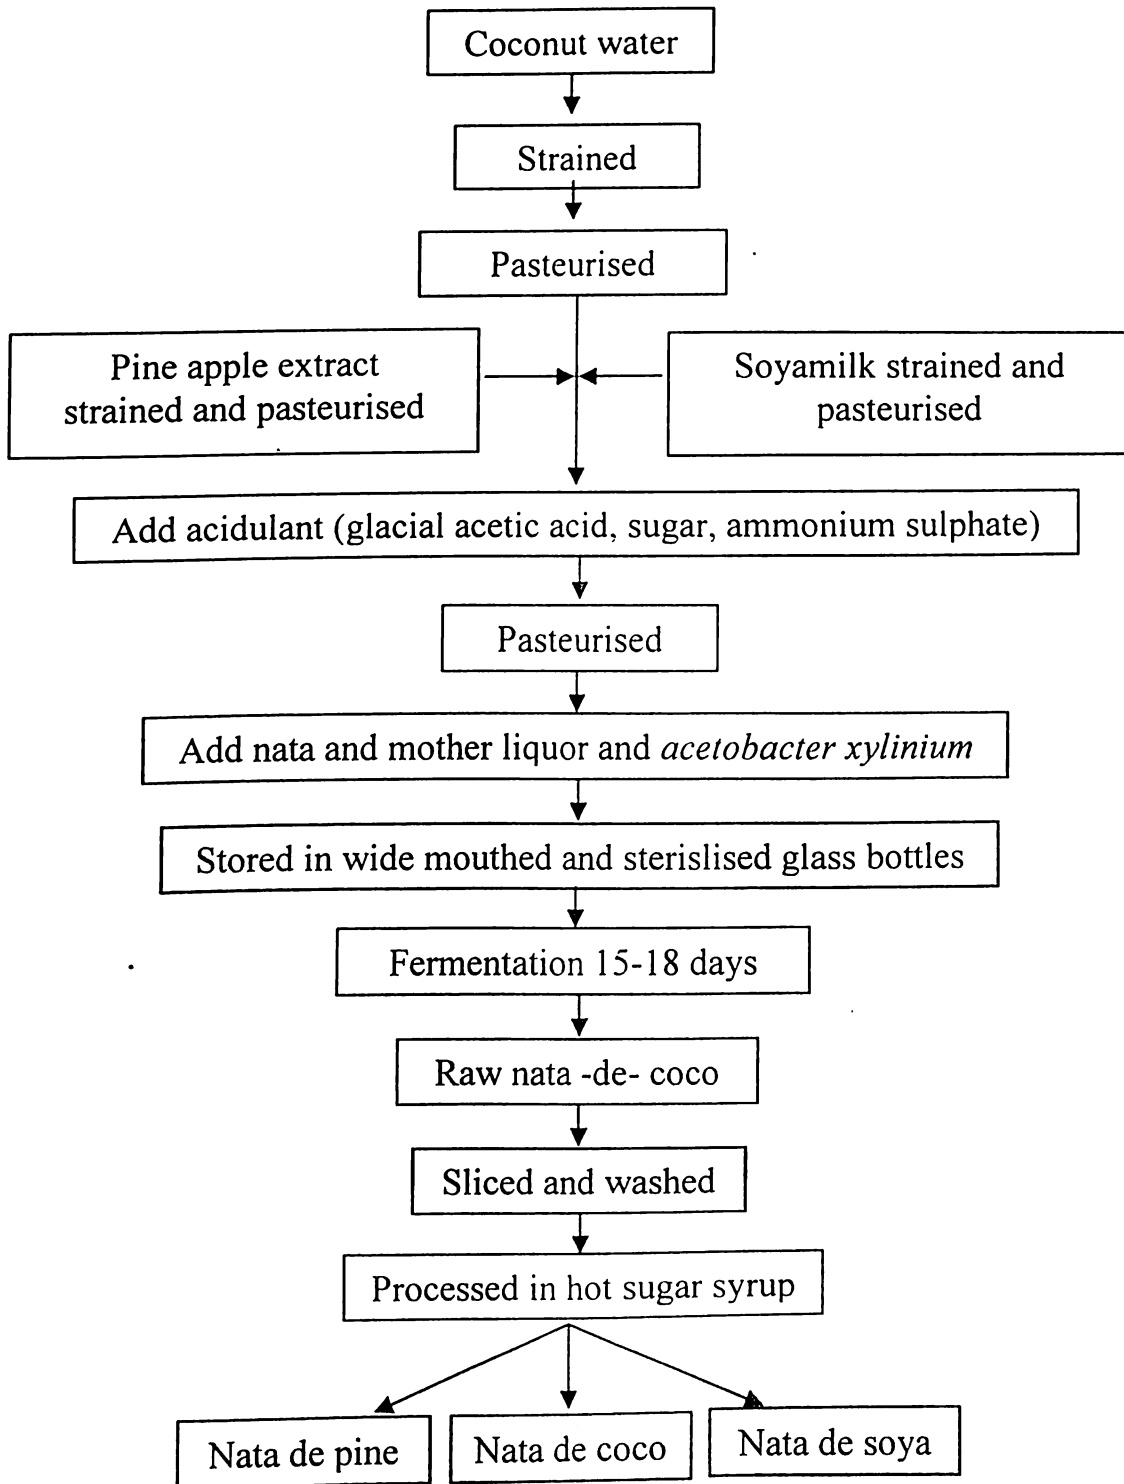 Coconut water
Strained
Pasteurised
Pine apple extract
strained and pasteurised
Soyamilk strained and
pasteurised
Add acidulant (glacial acetic acid, sugar, ammonium sulphate)
Pasteurised
Add nata and mother liquor and acetobacter xylinium
Stored in wide mouthed and sterislised glass bottles
Fermentation 15-18 days
Raw nata -de- coco
Sliced and washed
Processed in hot sugar syrup
Nata de pine
Nata de coco
Nata de soya